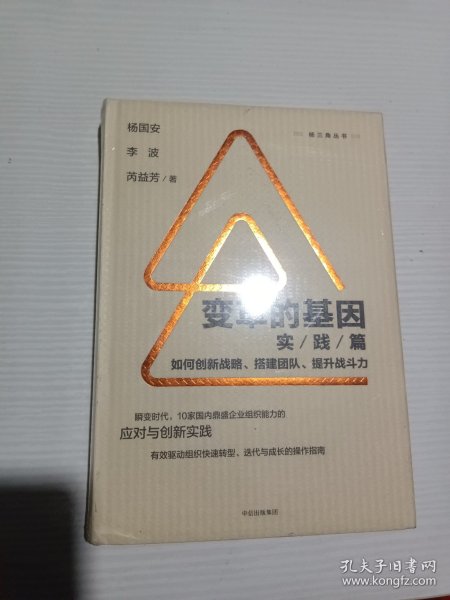 杨国安
李 波
芮益芳/著
杨三角丛书
变革的基因
实/践/篇
如何创新战略、搭建团队、提升战斗力
瞬变时代,10家国内鼎盛企业组织能力的
应对与创新实践
有效驱动组织快速转型、迭代与成长的操作指南
中信出版集团
孔夫子旧书网
www.kongfz.com